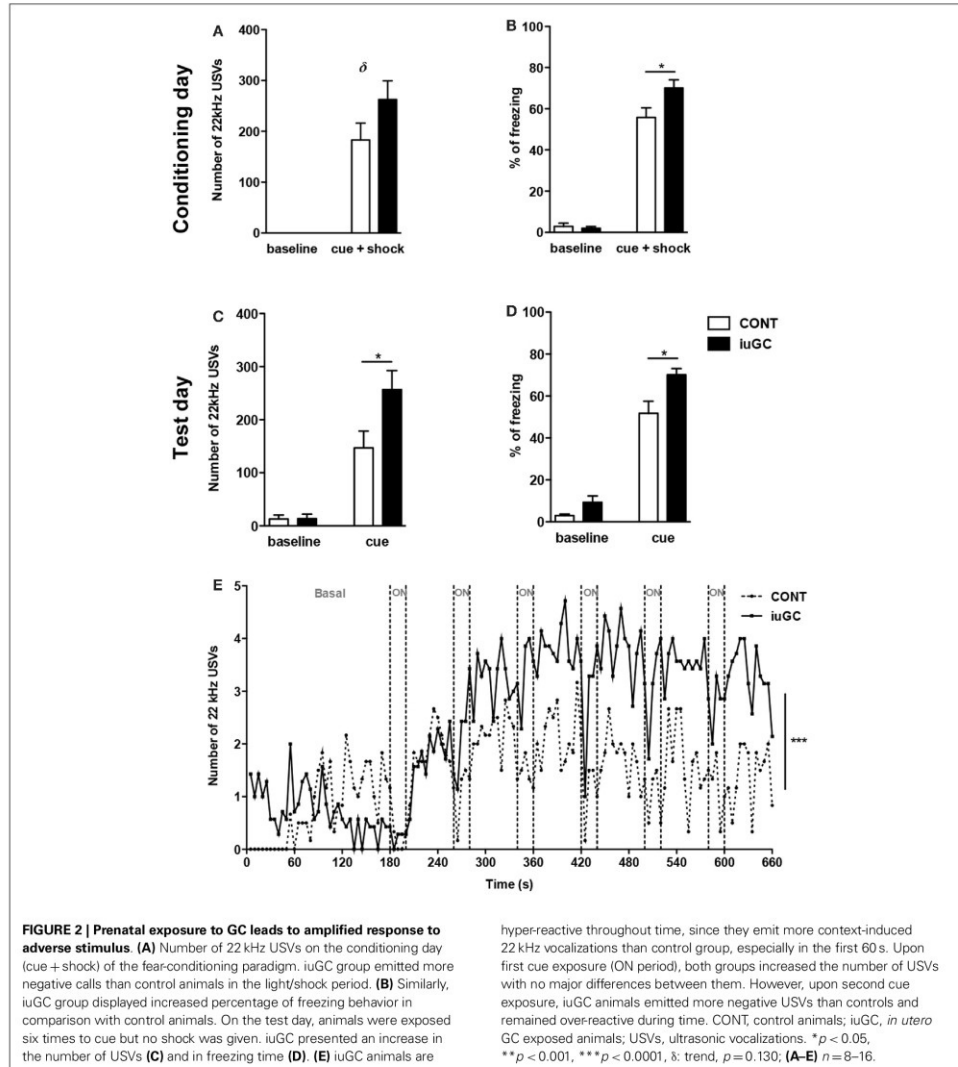 Conditioning day
A
Number of 22kHz USVs
400
300
200
100
0
δ
baseline
cue + shock
B
% of freezing
100
80
60
40
20
0
*
baseline
cue + shock
Test day
C
Number of 22kHz USVs
400
300
200
100
0
*
baseline
cue
D
% of freezing
100
80
60
40
20
0
*
baseline
cue
CONT
iuGC
E
Number of 22 kHz USVs
5
4
3
2
1
0
Basal
ON
ON
ON
ON
ON
ON
CONT
iuGC
***
0
60
120
180
240
300
360
420
480
540
600
660
Time (s)
FIGURE 2 | Prenatal exposure to GC leads to amplified response to
adverse stimulus. (A) Number of 22 kHz USVs on the conditioning day
(cue + shock) of the fear-conditioning paradigm. iuGC group emitted more
negative calls than control animals in the light/shock period. (B) Similarly,
iuGC group displayed increased percentage of freezing behavior in
comparison with control animals. On the test day, animals were exposed
six times to cue but no shock was given. iuGC presented an increase in
the number of USVs (C) and in freezing time (D). (E) iuGC animals are
hyper-reactive throughout time, since they emit more context-induced
22 kHz vocalizations than control group, especially in the first 60 s. Upon
first cue exposure (ON period), both groups increased the number of USVs
with no major differences between them. However, upon second cue
exposure, iuGC animals emitted more negative USVs than controls and
remained over-reactive during time. CONT, control animals; iuGC, in utero
GC exposed animals; USVs, ultrasonic vocalizations. *p < 0.05,
**p < 0.001, ***p < 0.0001, δ: trend, p = 0.130; (A–E) n = 8–16.